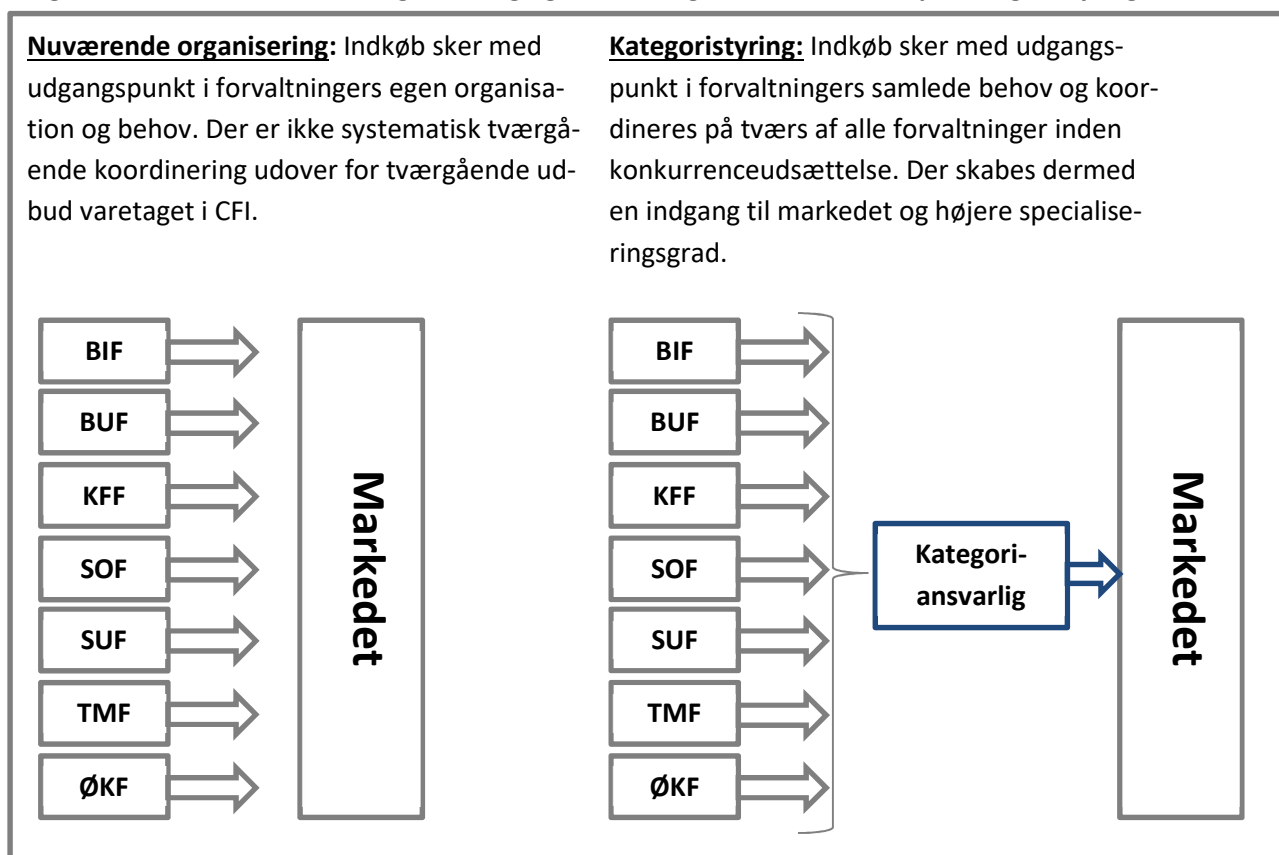 Nuværende organisering: Indkøb sker med
udgangspunkt i forvaltningers egen organisa-
tion og behov. Der er ikke systematisk tværgå-
ende koordinering udover for tværgående ud-
bud varetaget i CFI.
Kategoristyring: Indkøb sker med udgangs-
punkt i forvaltningers samlede behov og koor-
dineres på tværs af alle forvaltninger inden
konkurrenceudsættelse. Der skabes dermed
en indgang til markedet og højere specialise-
ringsgrad.
BIF
BUF
KFF
SOF
SUF
TMF
ØKF
Markedet
BIF
BUF
KFF
SOF
SUF
TMF
ØKF
Kategori-
ansvarlig
Markedet